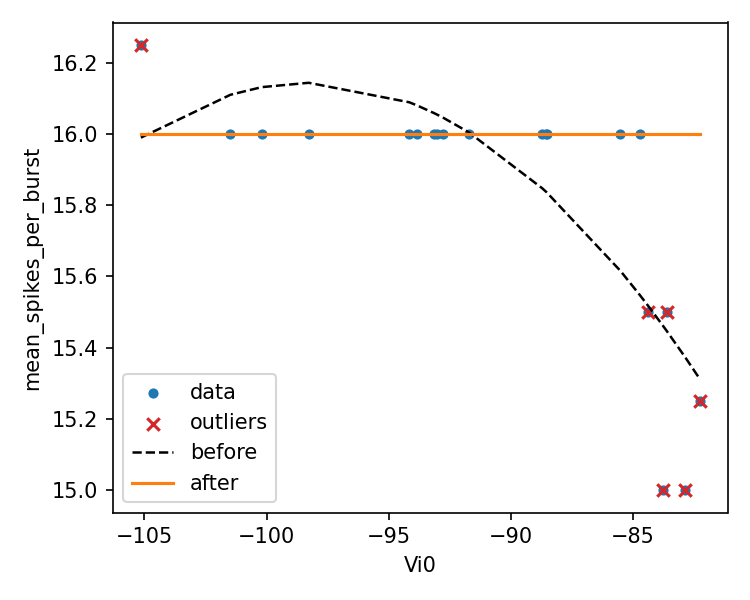 16.2
16.0
15.8
15.6
15.4
15.2
15.0
mean_spikes_per_burst
data
outliers
before
after
−105
−100
−95
−90
−85
Vi0